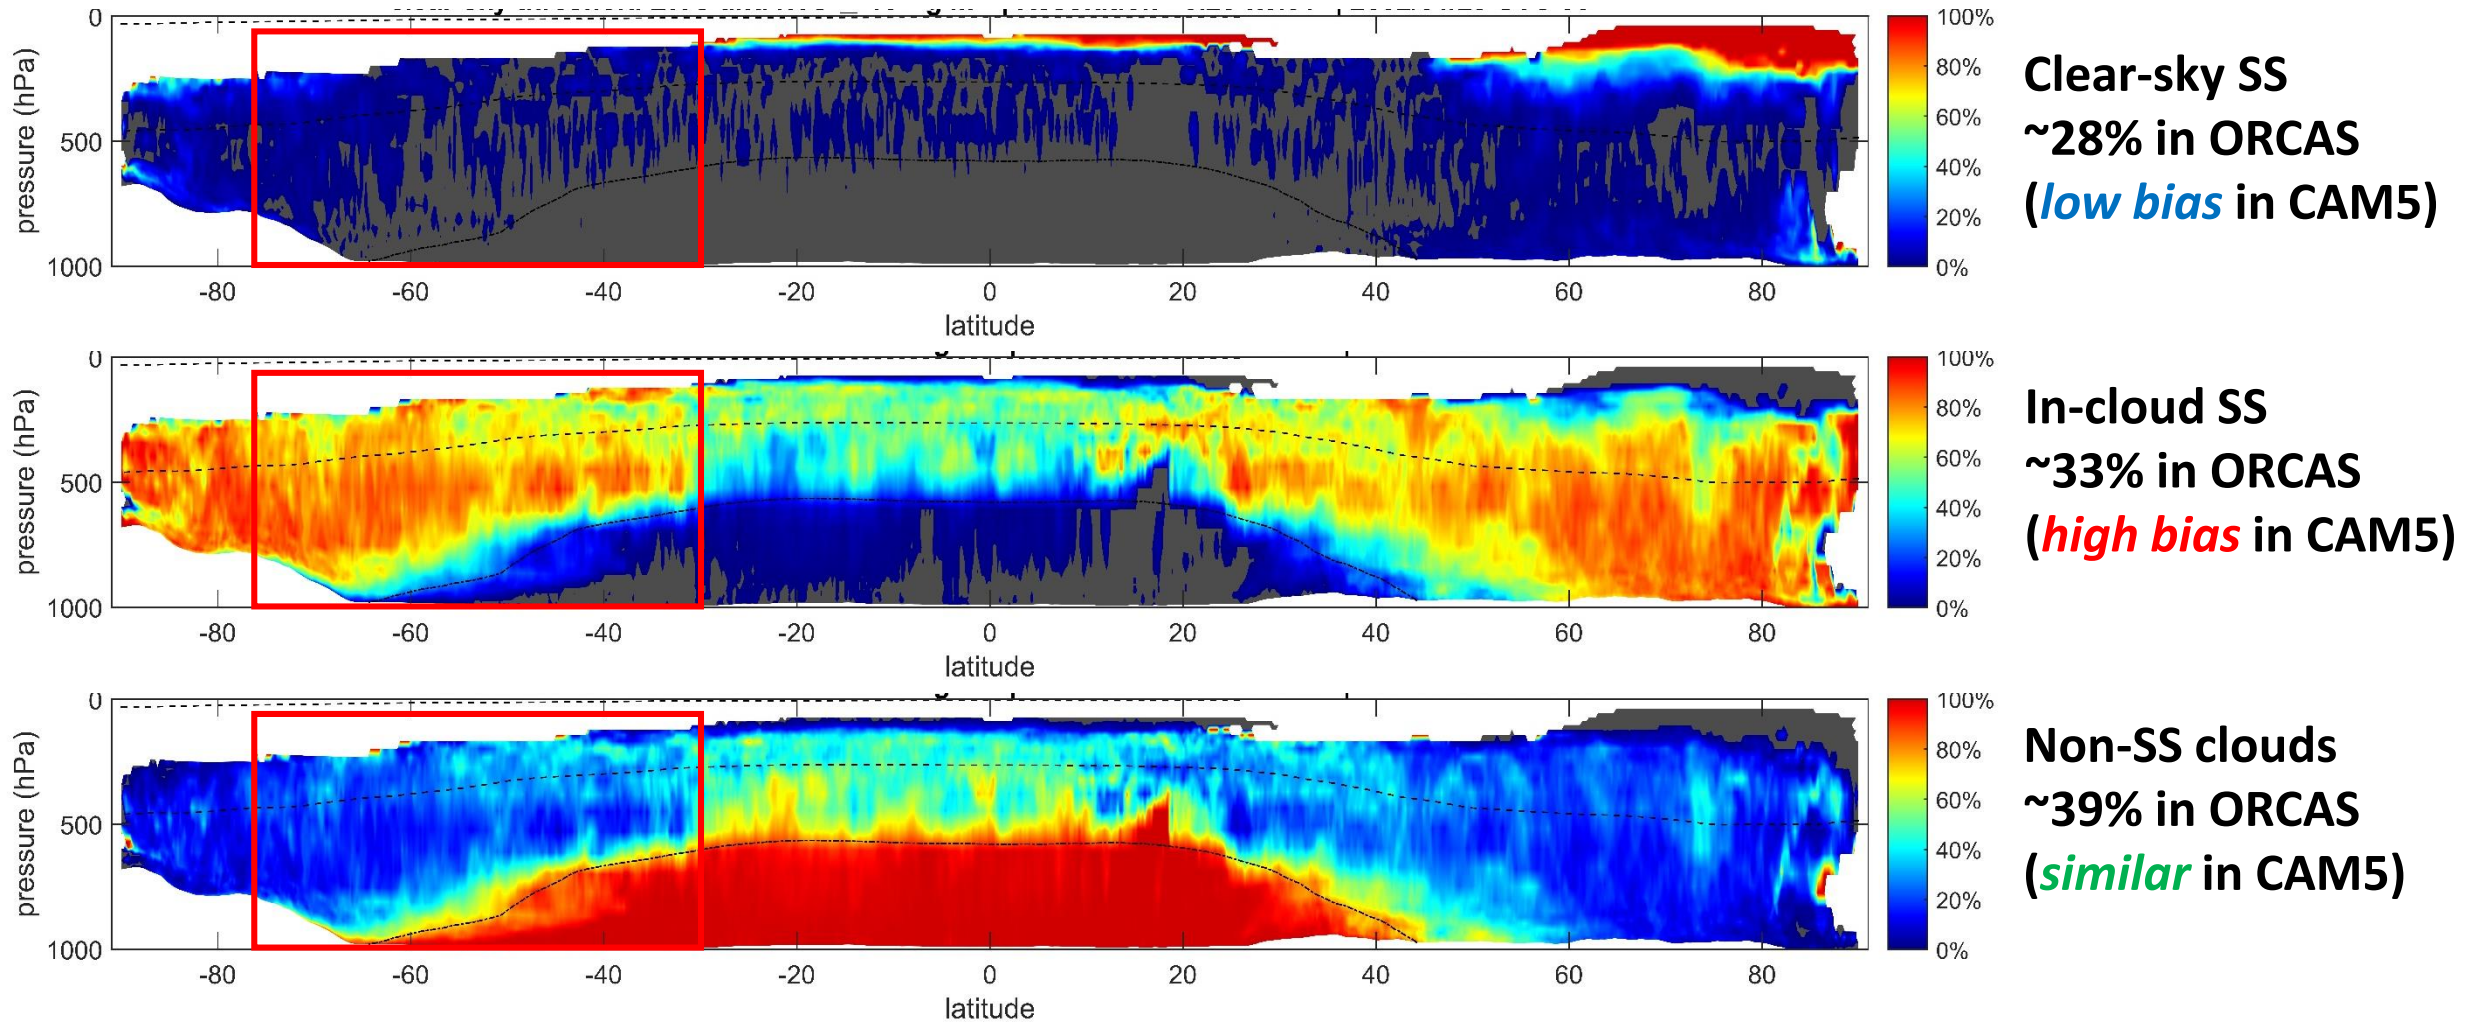 0
500
1000
pressure (hPa)
-80 -60 -40 -20 0 20 40 60 80
latitude
100%
80%
60%
40%
20%
0%
Clear-sky SS
~28% in ORCAS
(low bias in CAM5)
0
500
1000
pressure (hPa)
-80 -60 -40 -20 0 20 40 60 80
latitude
100%
80%
60%
40%
20%
0%
In-cloud SS
~33% in ORCAS
(high bias in CAM5)
0
500
1000
pressure (hPa)
-80 -60 -40 -20 0 20 40 60 80
latitude
100%
80%
60%
40%
20%
0%
Non-SS clouds
~39% in ORCAS
(similar in CAM5)